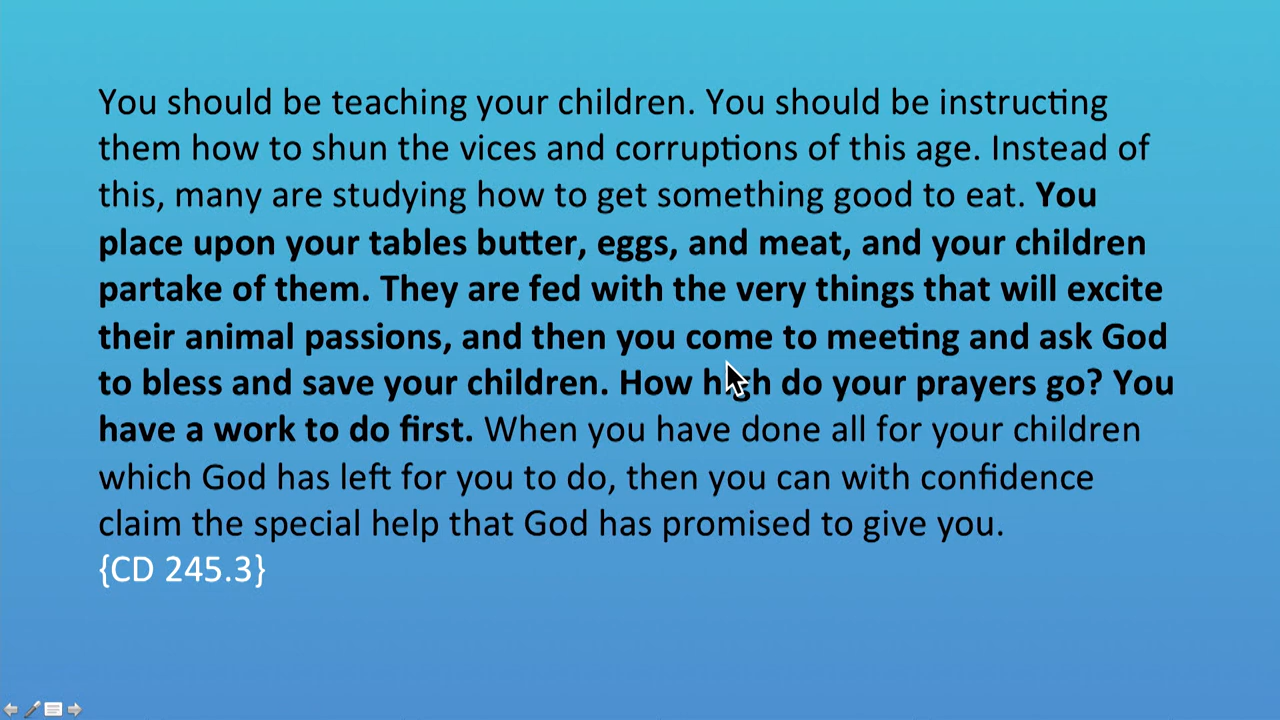 You should be teaching your children. You should be instructing
them how to shun the vices and corruptions of this age. Instead of
this, many are studying how to get something good to eat. You
place upon your tables butter, eggs, and meat, and your children
partake of them. They are fed with the very things that will excite
their animal passions, and then you come to meeting and ask God
to bless and save your children. How high do your prayers go? You
have a work to do first. When you have done all for your children
which God has left for you to do, then you can with confidence
claim the special help that God has promised to give you.
{CD 245.3}